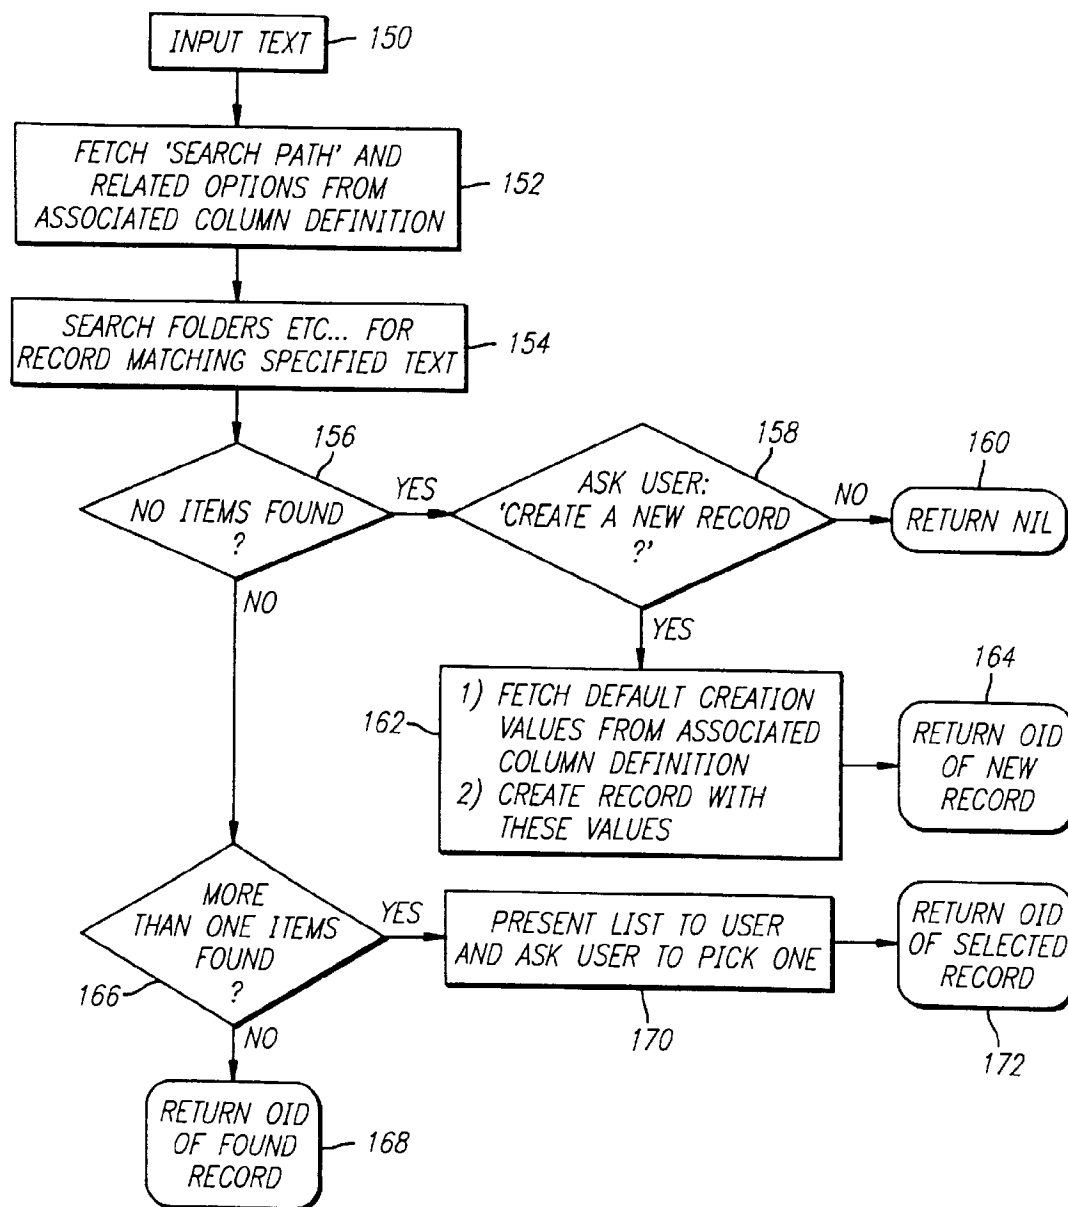 INPUT TEXT
150
FETCH 'SEARCH PATH' AND
RELATED OPTIONS FROM
ASSOCIATED COLUMN DEFINITION
152
SEARCH FOLDERS ETC... FOR
RECORD MATCHING SPECIFIED TEXT
154
156
NO ITEMS FOUND
?
YES
NO
158
ASK USER:
'CREATE A NEW RECORD
?'
NO
YES
160
RETURN NIL
162
1) FETCH DEFAULT CREATION
VALUES FROM ASSOCIATED
COLUMN DEFINITION
2) CREATE RECORD WITH
THESE VALUES
164
RETURN OID
OF NEW
RECORD
MORE
THAN ONE ITEMS
FOUND
?
166
YES
NO
PRESENT LIST TO USER
AND ASK USER TO PICK ONE
170
RETURN OID
OF SELECTED
RECORD
172
RETURN OID
OF FOUND
RECORD
168